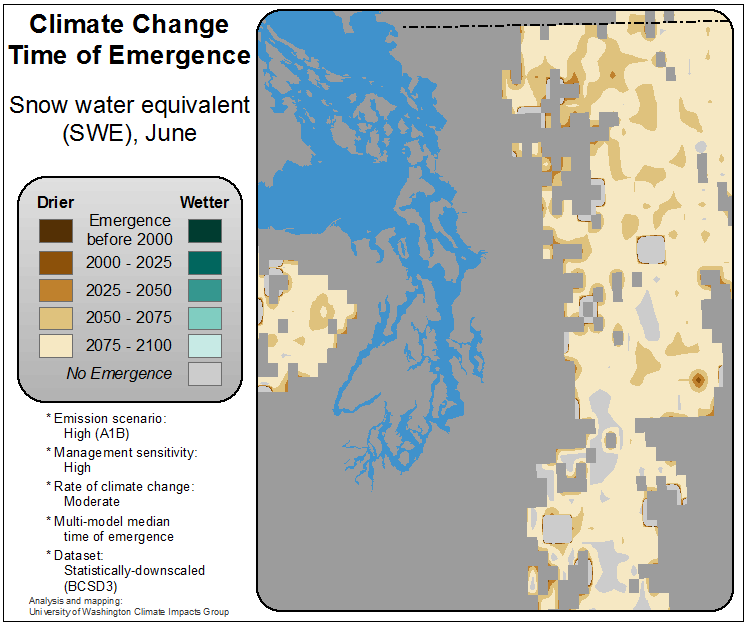 Climate Change
Time of Emergence
Snow water equivalent
(SWE), June
Drier Wetter
Emergence
before 2000
2000 - 2025
2025 - 2050
2050 - 2075
2075 - 2100
No Emergence
* Emission scenario:
High (A1B)
* Management sensitivity:
High
* Rate of climate change:
Moderate
* Multi-model median
time of emergence
* Dataset:
Statistically-downscaled
(BCSD3)
Analysis and mapping:
University of Washington Climate Impacts Group